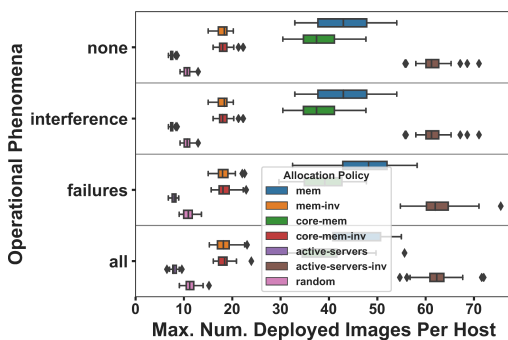 Operational Phenomena
none
interference
failures
all
Allocation Policy
mem
mem-inv
core-mem
core-mem-inv
active-servers
active-servers-inv
random
0 10 20 30 40 50 60 70
Max. Num. Deployed Images Per Host